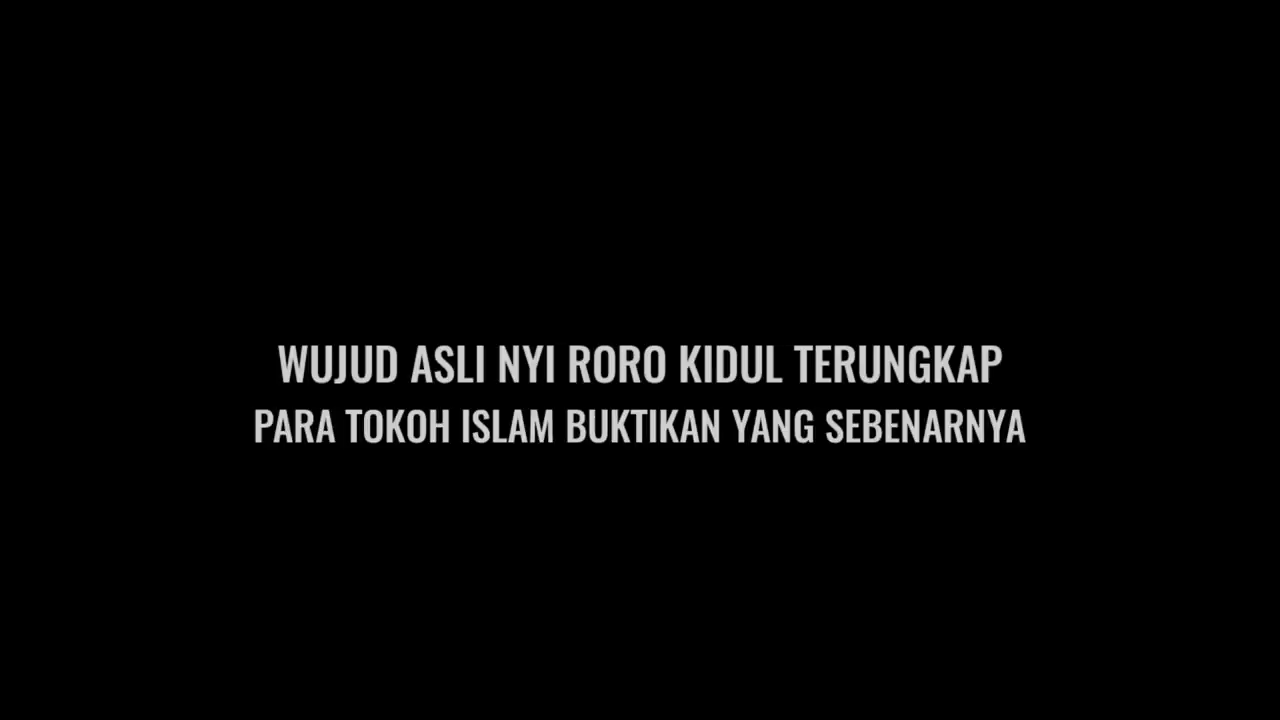 WUJUD ASLI NYI RORO KIDUL TERUNGKAP
PARA TOKOH ISLAM BUKTIKAN YANG SEBENARNYA